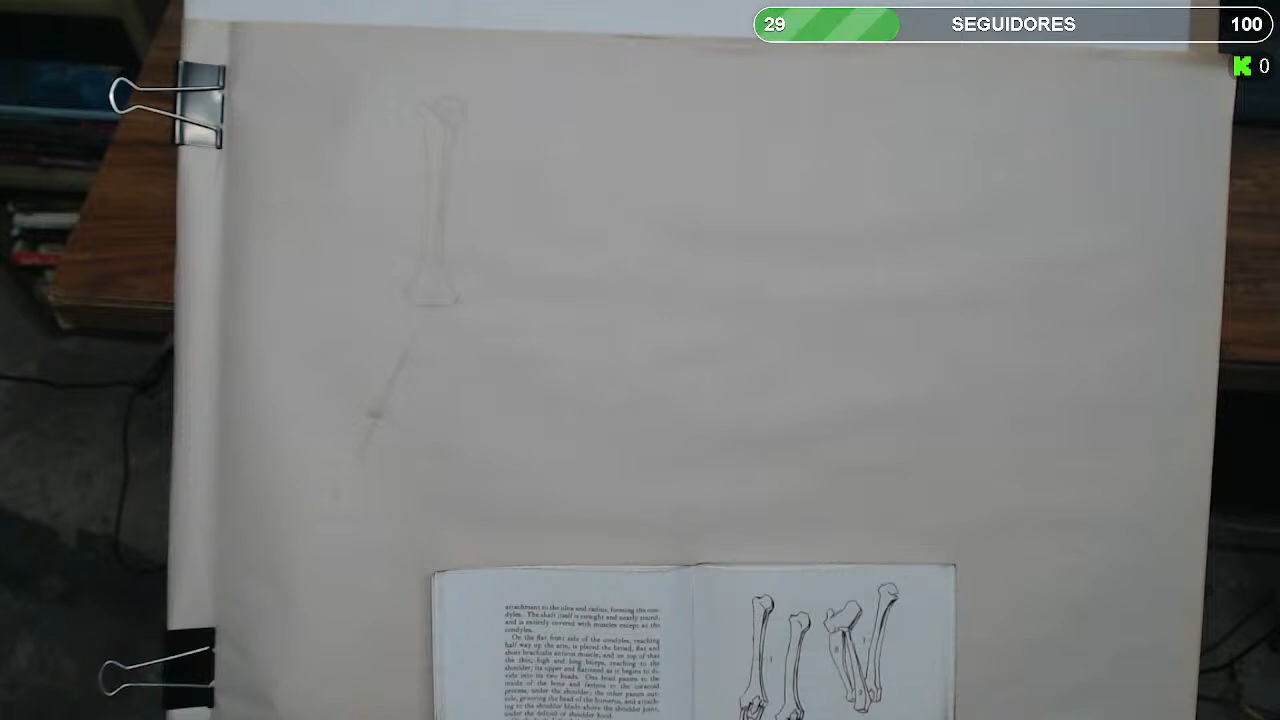 29 SEGUIDORES 100
K 0
attachment to the ulna and radius, forming the con-
dyles. The shaft itself is straight and nearly round,
and is entirely covered with muscles except at the
condyles.
On the flat front side of the condyles, reaching
half way up the arm, is placed the broad, flat and
short brachialis anticus muscle, and on top of that
the thin, high and long biceps, reaching to the
shoulder; its upper end flattened as it begins to di-
vide into its two heads. One head passes to the
inside of the bone and fastens to the coracoid
process, under the shoulder; the other passes out-
side, grooving the head of the humerus, and attach-
ing to the shoulder blade above the shoulder joint,
under the deltoid or shoulder hood.